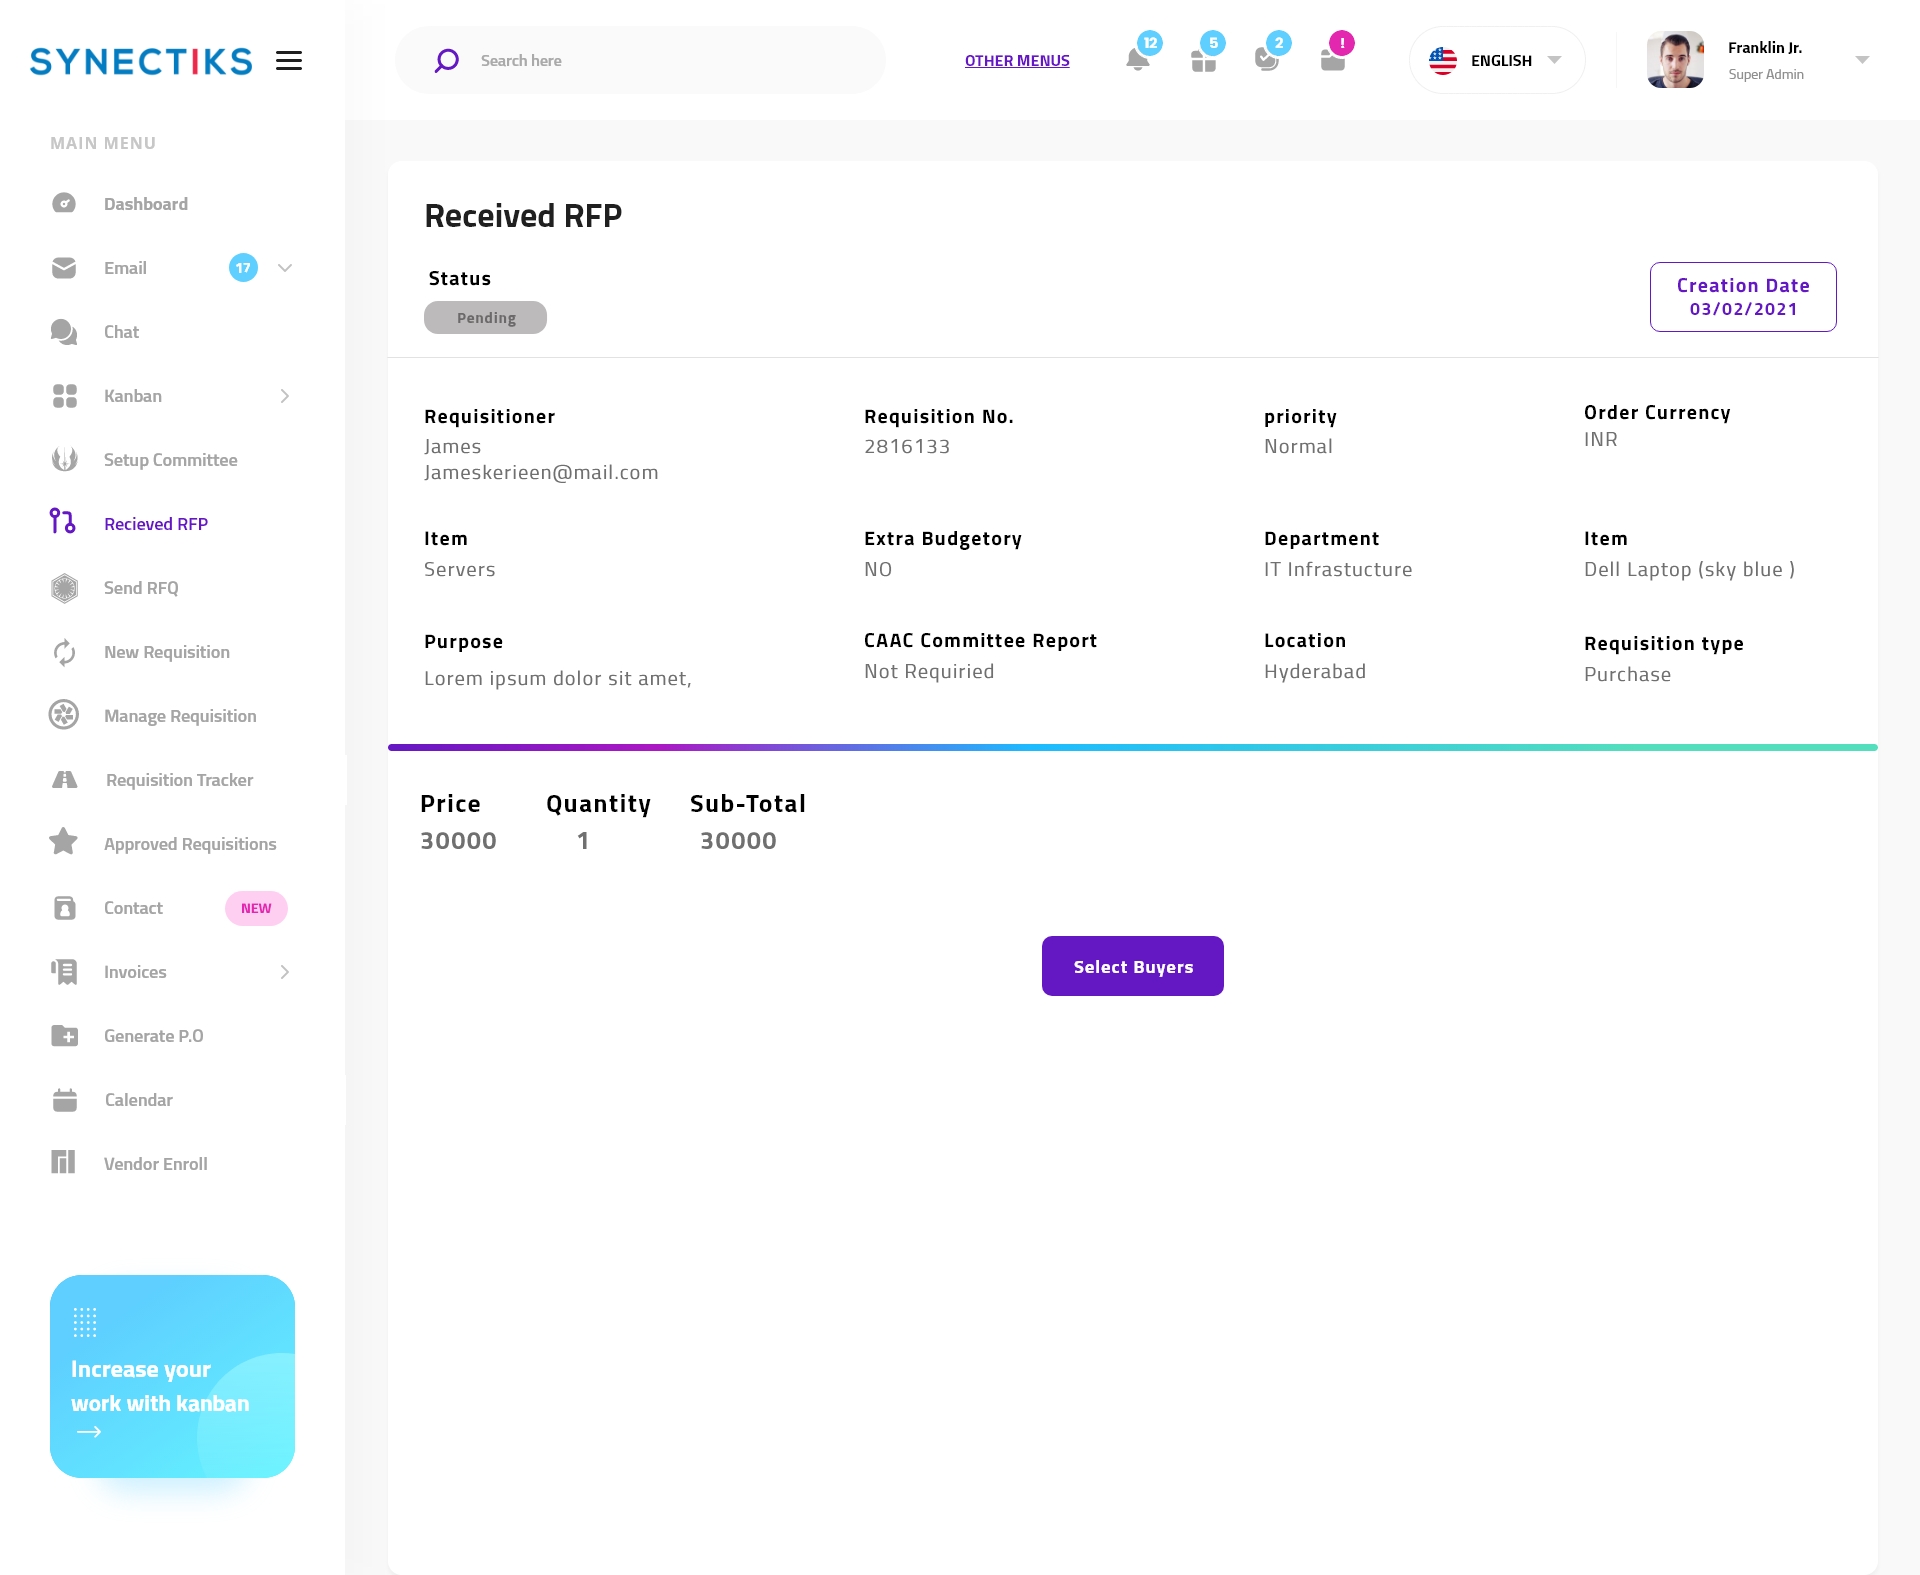 SYNECTIKS
Search here
OTHER MENUS
12
5
2
!
ENGLISH
Franklin Jr.
Super Admin
MAIN MENU
Dashboard
Email
17
Chat
Kanban
Setup Committee
Recieved RFP
Send RFQ
New Requisition
Manage Requisition
Requisition Tracker
Approved Requisitions
Contact
NEW
Invoices
Generate P.O
Calendar
Vendor Enroll
Increase your
work with kanban
Received RFP
Status
Pending
Creation Date
03/02/2021
Requisitioner
James
Jameskerieen@mail.com
Requisition No.
2816133
priority
Normal
Order Currency
INR
Item
Servers
Extra Budgetory
NO
Department
IT Infrastucture
Item
Dell Laptop (sky blue )
Purpose
Lorem ipsum dolor sit amet,
CAAC Committee Report
Not Requiried
Location
Hyderabad
Requisition type
Purchase
Price
30000
Quantity
1
Sub-Total
30000
Select Buyers